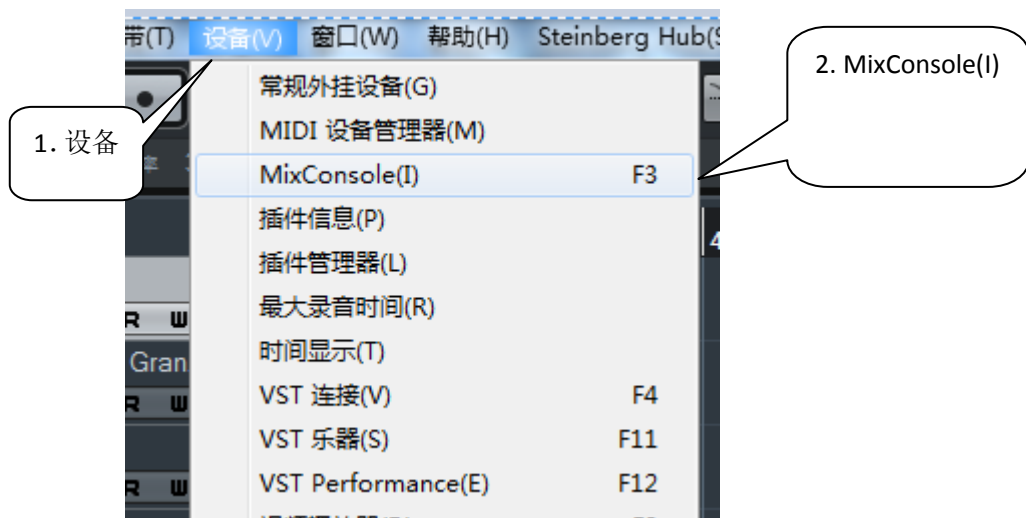 带(T) 设备(V) 窗口(W) 帮助(H) Steinberg Hub(S
2. MixConsole(I)
常规外挂设备(G)
1. 设备
MIDI 设备管理器(M)
MixConsole(I) F3
插件信息(P)
插件管理器(L)
最大录音时间(R)
R W
时间显示(T)
Gran
VST 连接(V) F4
R W
VST 乐器(S) F11
VST Performance(E) F12
R W